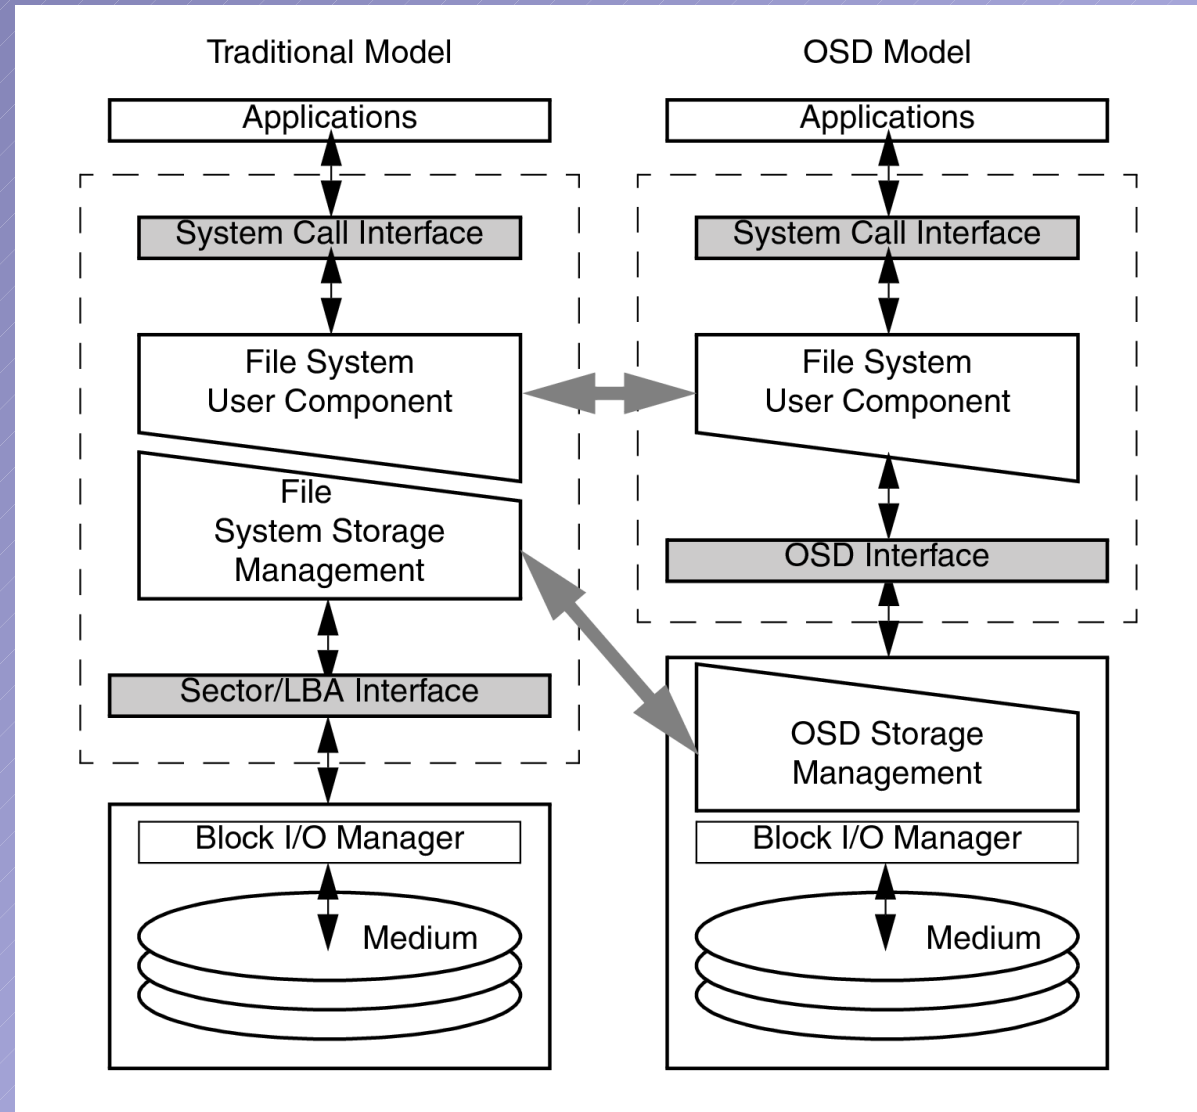 Traditional Model
Applications
System Call Interface
File System
User Component
File
System Storage
Management
Sector/LBA Interface
Block I/O Manager
Medium
OSD Model
Applications
System Call Interface
File System
User Component
OSD Interface
OSD Storage
Management
Block I/O Manager
Medium